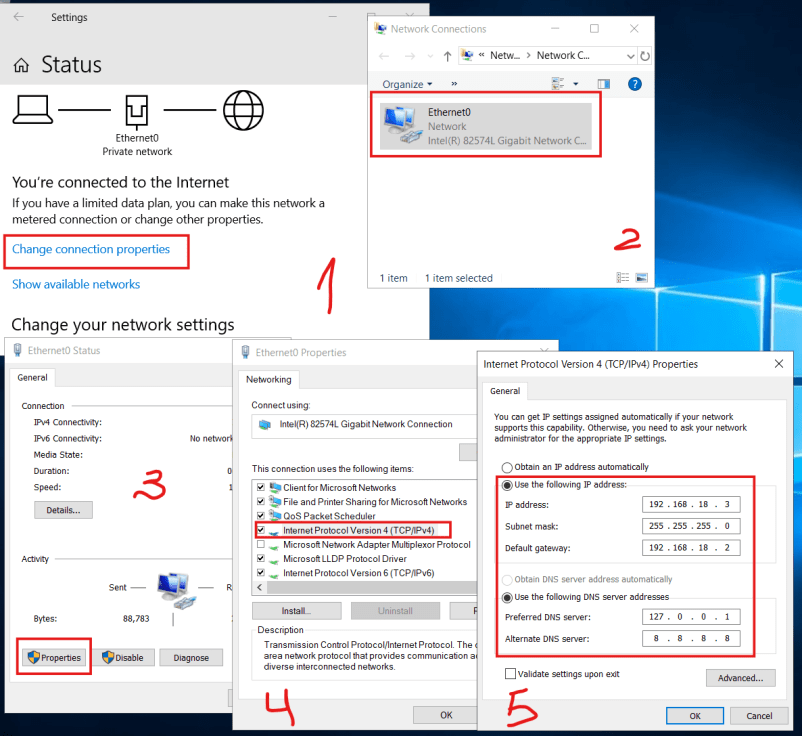 Settings
Status
Ethernet0
Private network
You're connected to the Internet
If you have a limited data plan, you can make this network a
metered connection or change other properties.
Change connection properties
Show available networks
Change your network settings
1
Network Connections
« Netw... > Network C...
Organize
»
Ethernet0
Network
Intel(R) 82574L Gigabit Network C...
2
1 item
1 item selected
Ethernet0 Status
General
Connection
IPv4 Connectivity:
IPv6 Connectivity: No network
Media State:
Duration: 0
Speed: 1
Details...
3
Activity
Sent
R
Bytes: 88,783
Properties
Disable
Diagnose
Ethernet0 Properties
Networking
Connect using:
Intel(R) 82574L Gigabit Network Connection
This connection uses the following items:
Client for Microsoft Networks
File and Printer Sharing for Microsoft Networks
QoS Packet Scheduler
Internet Protocol Version 4 (TCP/IPv4)
Microsoft Network Adapter Multiplexor Protocol
Microsoft LLDP Protocol Driver
Internet Protocol Version 6 (TCP/IPv6)
Install...
Uninstall
Description
Transmission Control Protocol/Internet Protocol. The
area network protocol that provides communication
diverse interconnected networks.
4
OK
Internet Protocol Version 4 (TCP/IPv4) Properties
General
You can get IP settings assigned automatically if your network
supports this capability. Otherwise, you need to ask your network
administrator for the appropriate IP settings.
Obtain an IP address automatically
Use the following IP address:
IP address: 192 . 168 . 18 . 3
Subnet mask: 255 . 255 . 255 . 0
Default gateway: 192 . 168 . 18 . 2
Obtain DNS server address automatically
Use the following DNS server addresses
Preferred DNS server: 127 . 0 . 0 . 1
Alternate DNS server: 8 . 8 . 8 . 8
Validate settings upon exit
Advanced...
5
OK
Cancel